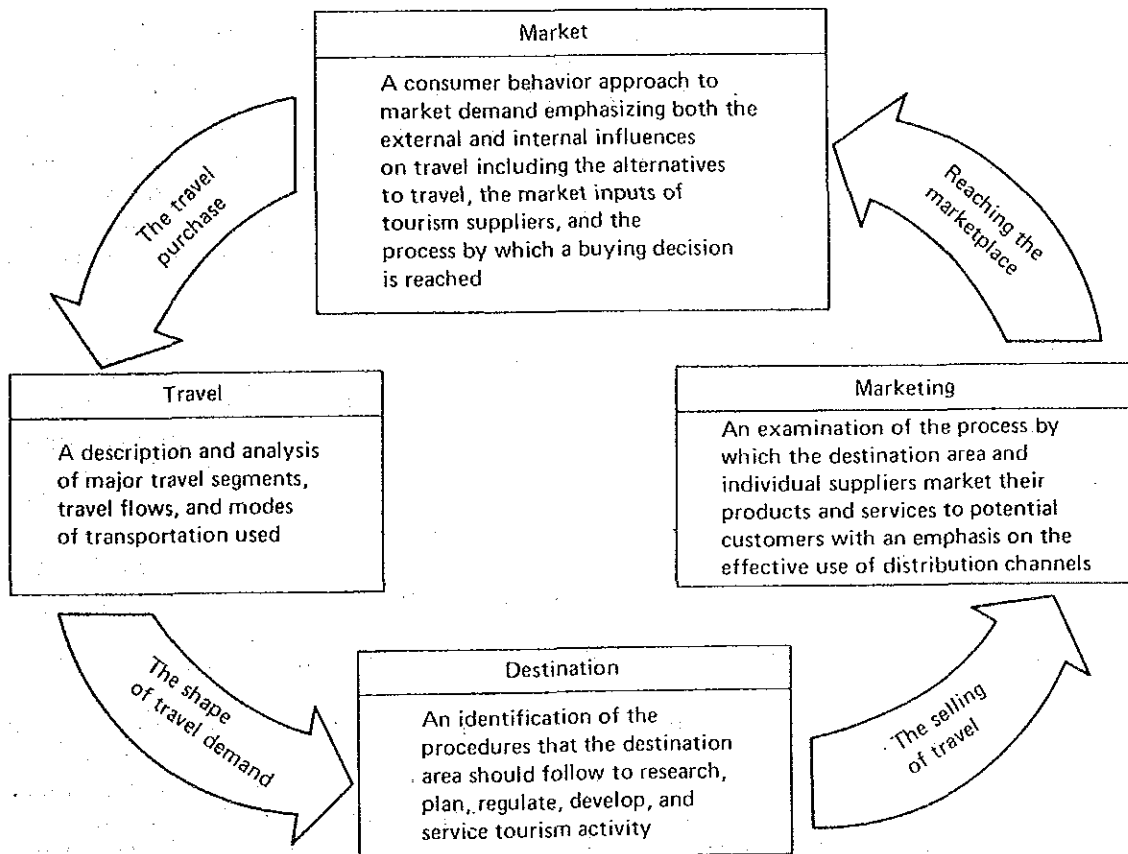 Market
A consumer behavior approach to
market demand emphasizing both the
external and internal influences
on travel including the alternatives
to travel, the market inputs of
tourism suppliers, and the
process by which a buying decision
is reached
The travel
purchase
Reaching the
marketplace
Travel
A description and analysis
of major travel segments,
travel flows, and modes
of transportation used
Marketing
An examination of the process by
which the destination area and
individual suppliers market their
products and services to potential
customers with an emphasis on the
effective use of distribution channels
The shape
of travel demand
Destination
An identification of the
procedures that the destination
area should follow to research,
plan, regulate, develop, and
service tourism activity
The selling
of travel